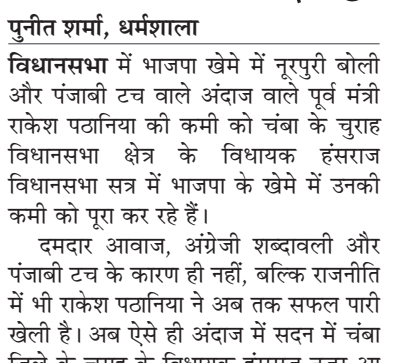 पुनीत शर्मा, धर्मशाला
विधानसभा में भाजपा खेमे में नूरपुरी बोली
और पंजाबी टच वाले अंदाज वाले पूर्व मंत्री
राकेश पठानिया की कमी को चंबा के चुराह
विधानसभा क्षेत्र के विधायक हंसराज
विधानसभा सत्र में भाजपा के खेमे में उनकी
कमी को पूरा कर रहे हैं।
दमदार आवाज, अंग्रेजी शब्दावली और
पंजाबी टच के कारण ही नहीं, बल्कि राजनीति
में भी राकेश पठानिया ने अब तक सफल पारी
खेली है। अब ऐसे ही अंदाज में सदन में चंबा